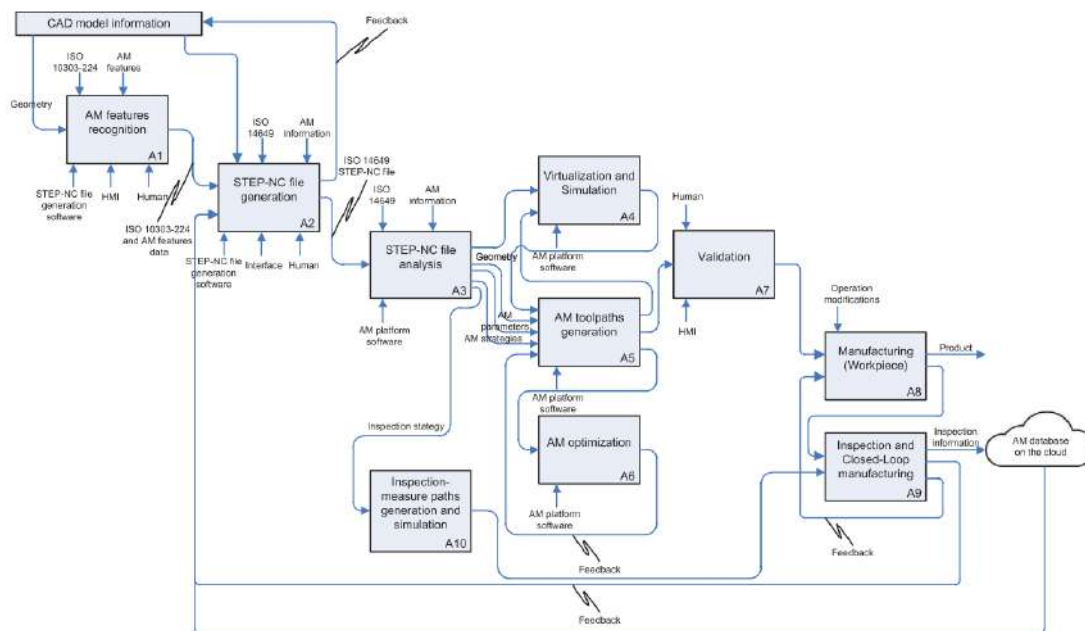 CAD model information
Feedback
ISO
10303-224
AM
features
Geometry
AM features
recognition
A1
STEP-NC file
generation
software
HMI
Human
ISO 10303-224
and AM features
data
ISO
14649
AM
information
STEP-NC file
generation
A2
STEP-NC file
generation
software
Interface
Human
ISO 14649
STEP-NC file
ISO
14649
AM
information
STEP-NC file
analysis
A3
AM platform
software
Geometry
AM
parameters
AM strategies
Inspection stategy
Virtualization and
Simulation
A4
AM platform
software
AM toolpaths
generation
A5
AM platform
software
AM optimization
A6
AM platform
software
Human
Validation
A7
HMI
Operation
modifications
Manufacturing
(Workpiece)
A8
Product
Inspection and
Closed-Loop
manufacturing
A9
Inspection
information
AM database
on the cloud
Inspection-
measure paths
generation and
simulation
A10
Feedback
Feedback
Feedback